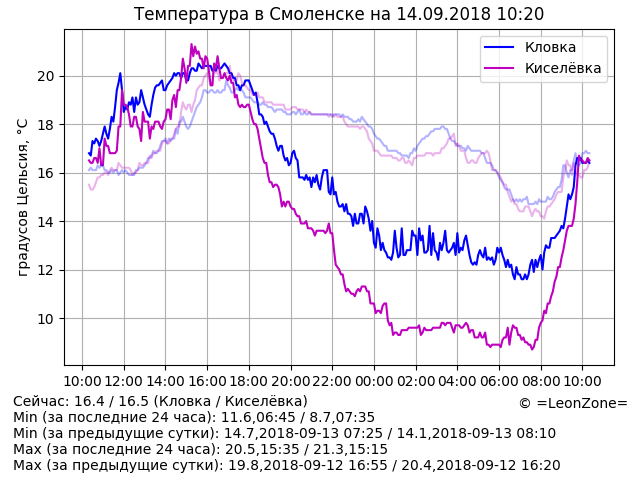 Температура в Смоленске на 14.09.2018 10:20
Кловка
Киселёвка
градусов Цельсия, °C
20
18
16
14
12
10
10:00 12:00 14:00 16:00 18:00 20:00 22:00 00:00 02:00 04:00 06:00 08:00 10:00
Сейчас: 16.4 / 16.5 (Кловка / Киселёвка)
© =LeonZone=
Min (за последние 24 часа): 11.6,06:45 / 8.7,07:35
Min (за предыдущие сутки): 14.7,2018-09-13 07:25 / 14.1,2018-09-13 08:10
Max (за последние 24 часа): 20.5,15:35 / 21.3,15:15
Max (за предыдущие сутки): 19.8,2018-09-12 16:55 / 20.4,2018-09-12 16:20